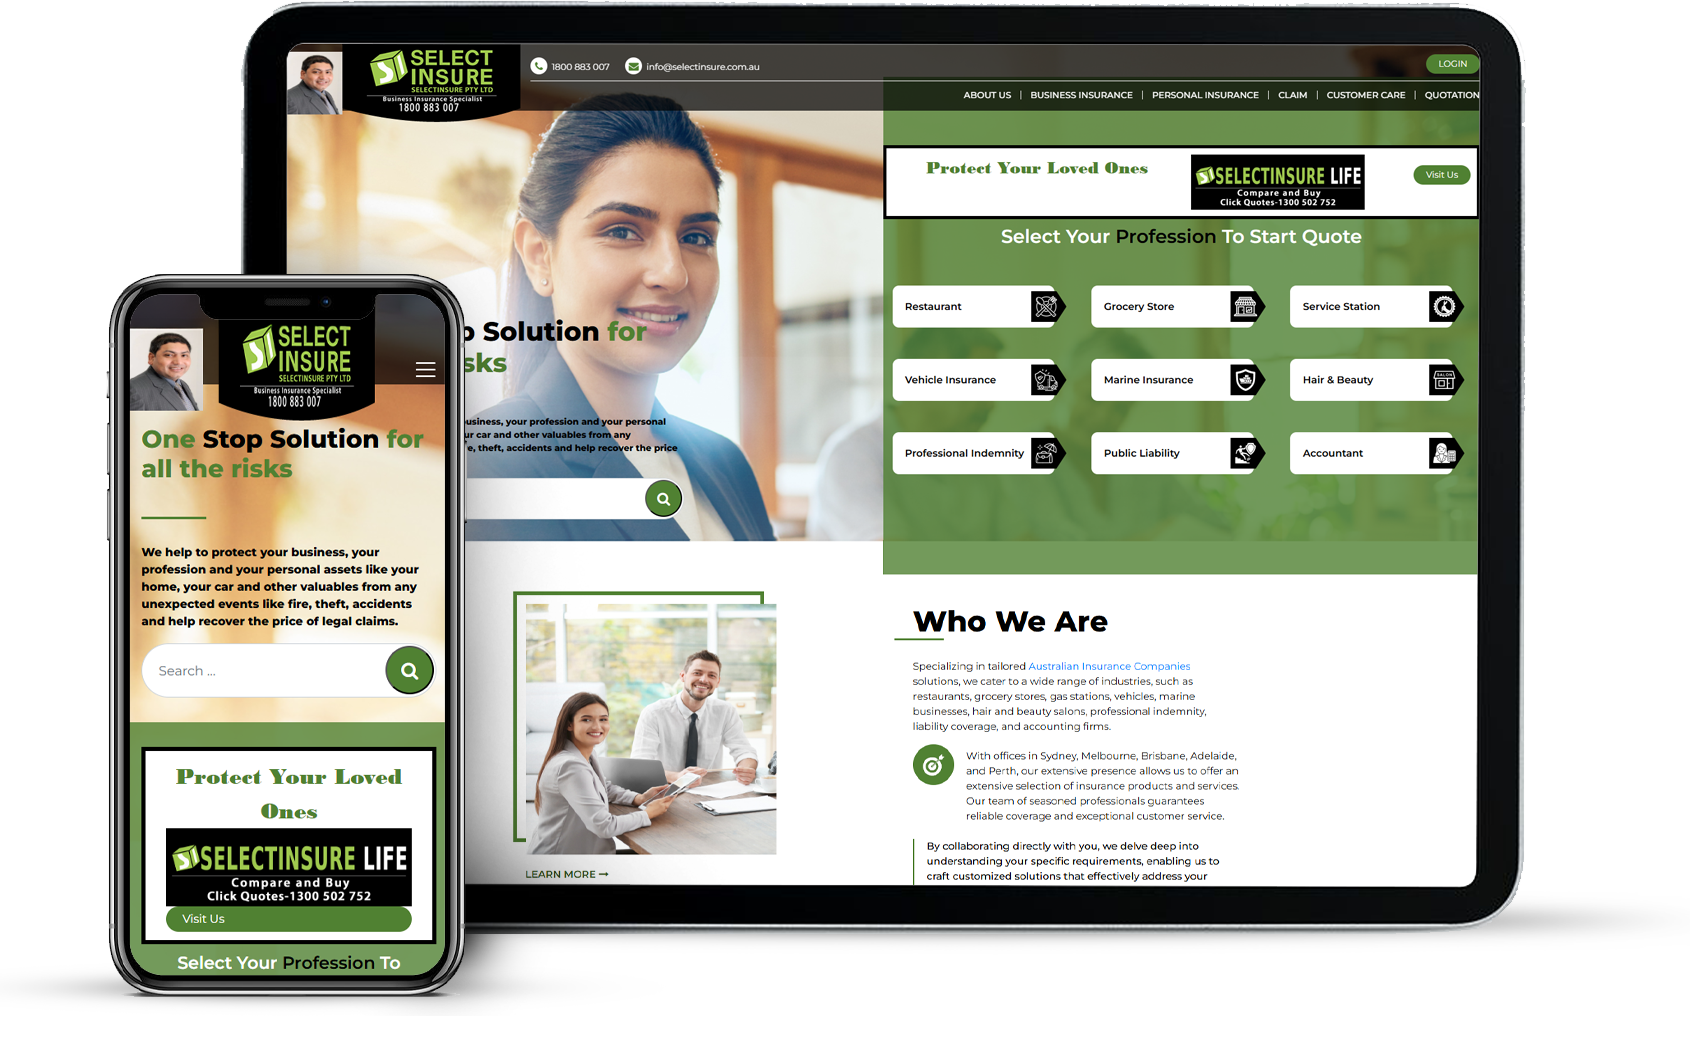 SELECT
INSURE
SELECTINSURE PTY LTD
Business Insurance Specialist
1800 883 007
1800 883 007
info@selectinsure.com.au
LOGIN
ABOUT US | BUSINESS INSURANCE | PERSONAL INSURANCE | CLAIM | CUSTOMER CARE | QUOTATION
Protect Your Loved Ones
SELECTINSURE LIFE
Compare and Buy
Click Quotes-1300 502 752
Visit Us
Select Your Profession To Start Quote
Restaurant
Grocery Store
Service Station
Vehicle Insurance
Marine Insurance
Hair & Beauty
SALON
Professional Indemnity
Public Liability
Accountant
Solution for
sks
business, your profession and your personal
ur car and other valuables from any
e, theft, accidents and help recover the price
LEARN MORE
Who We Are
Specializing in tailored Australian Insurance Companies
solutions, we cater to a wide range of industries, such as
restaurants, grocery stores, gas stations, vehicles, marine
businesses, hair and beauty salons, professional indemnity,
liability coverage, and accounting firms.
With offices in Sydney, Melbourne, Brisbane, Adelaide,
and Perth, our extensive presence allows us to offer an
extensive selection of insurance products and services.
Our team of seasoned professionals guarantees
reliable coverage and exceptional customer service.
By collaborating directly with you, we delve deep into
understanding your specific requirements, enabling us to
craft customized solutions that effectively address your
SELECT
INSURE
SELECTINSURE PTY LTD
Business Insurance Specialist
1800 883 007
One Stop Solution for
all the risks
We help to protect your business, your
profession and your personal assets like your
home, your car and other valuables from any
unexpected events like fire, theft, accidents
and help recover the price of legal claims.
Search ...
Protect Your Loved
Ones
SELECTINSURE LIFE
Compare and Buy
Click Quotes-1300 502 752
Visit Us
Select Your Profession To